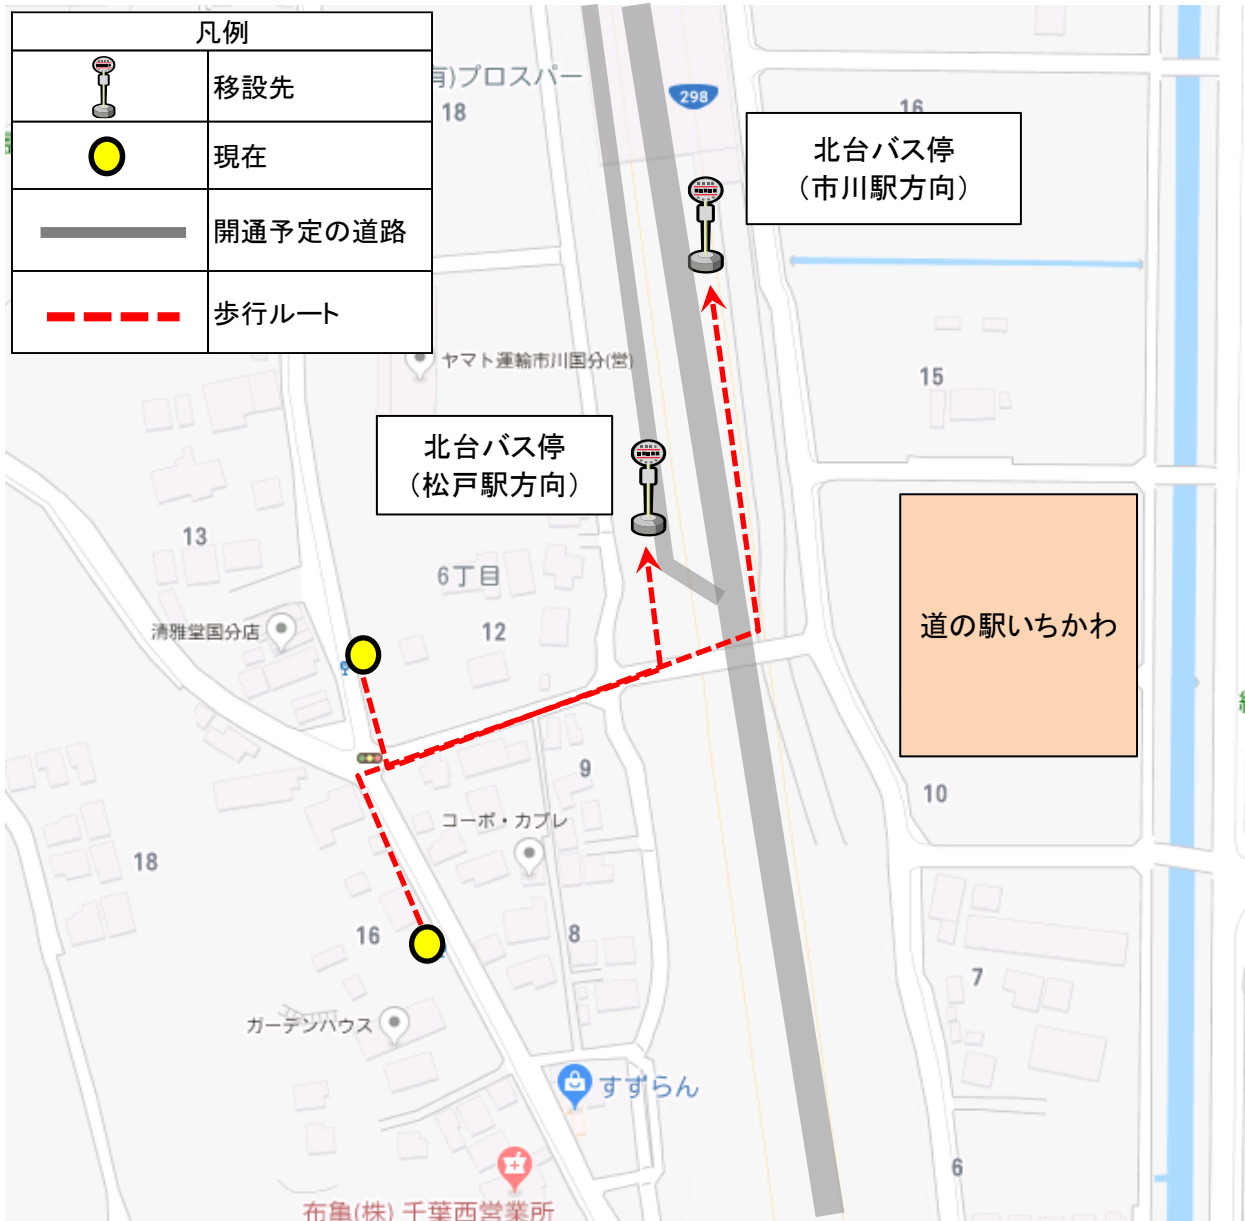 凡例
移設先
現在
開通予定の道路
歩行ルート
有)プロスパー
18
298
16
北台バス停
（市川駅方向）
15
ヤマト運輸市川国分(営)
北台バス停
（松戸駅方向）
13
6丁目
12
清雅堂国分店
道の駅いちかわ
9
10
コーポ・カブレ
18
16
8
7
ガーデンハウス
すずらん
6
布亀(株) 千葉西営業所